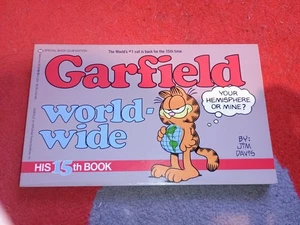 The World's #1 cat is back for the 15th time
Garfield
world-
wide
YOUR
HEMISPHERE
OR MINE?
BY:
JIM
DAVIS
HIS 15th BOOK